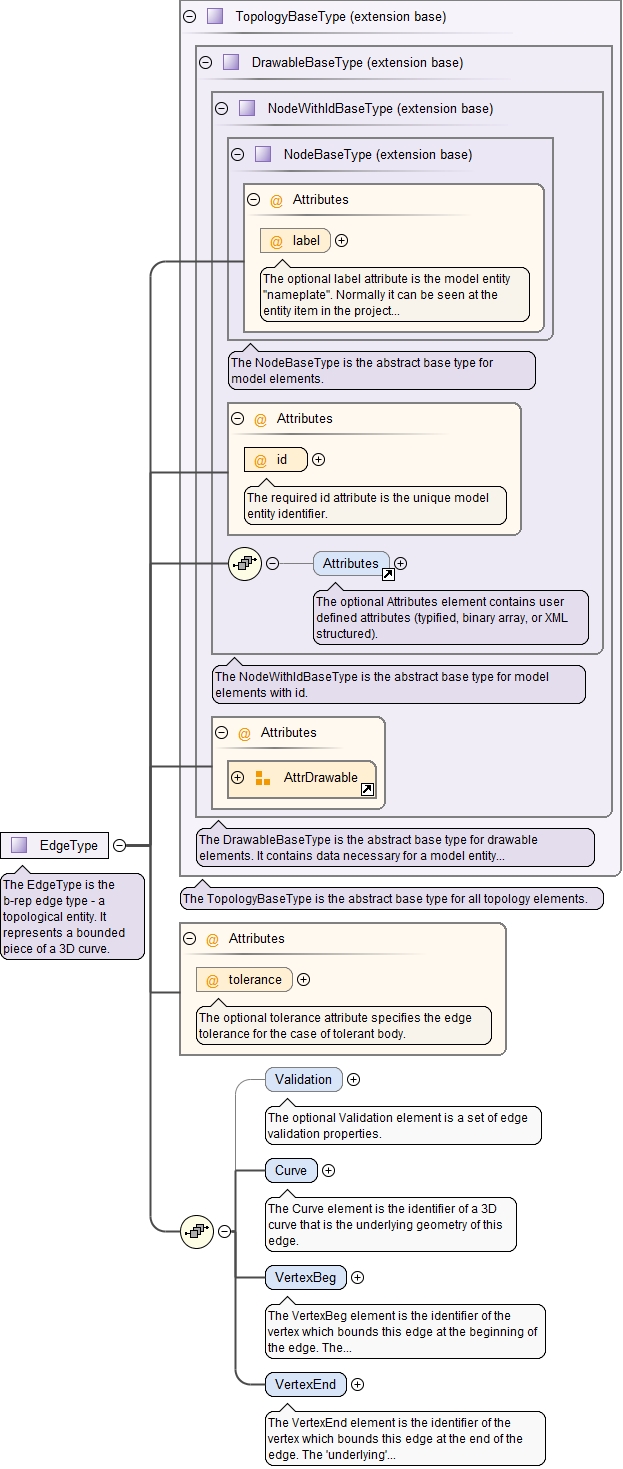 TopologyBaseType (extension base)
DrawableBaseType (extension base)
NodeWithIdBaseType (extension base)
NodeBaseType (extension base)
@ Attributes
@ label
The optional label attribute is the model entity
"nameplate". Normally it can be seen at the
entity item in the project...
The NodeBaseType is the abstract base type for
model elements.
@ Attributes
@ id
The required id attribute is the unique model
entity identifier.
Attributes
The optional Attributes element contains user
defined attributes (typified, binary array, or XML
structured).
The NodeWithIdBaseType is the abstract base type for model
elements with id.
@ Attributes
AttrDrawable
The DrawableBaseType is the abstract base type for drawable
elements. It contains data necessary for a model entity...
EdgeType
The EdgeType is the
b-rep edge type - a
topological entity. It
represents a bounded
piece of a 3D curve.
The TopologyBaseType is the abstract base type for all topology elements.
@ Attributes
@ tolerance
The optional tolerance attribute specifies the edge
tolerance for the case of tolerant body.
Validation
The optional Validation element is a set of edge
validation properties.
Curve
The Curve element is the identifier of a 3D
curve that is the underlying geometry of this
edge.
VertexBeg
The VertexBeg element is the identifier of the
vertex which bounds this edge at the beginning of
the edge. The...
VertexEnd
The VertexEnd element is the identifier of the
vertex which bounds this edge at the end of the
edge. The 'underlying'...